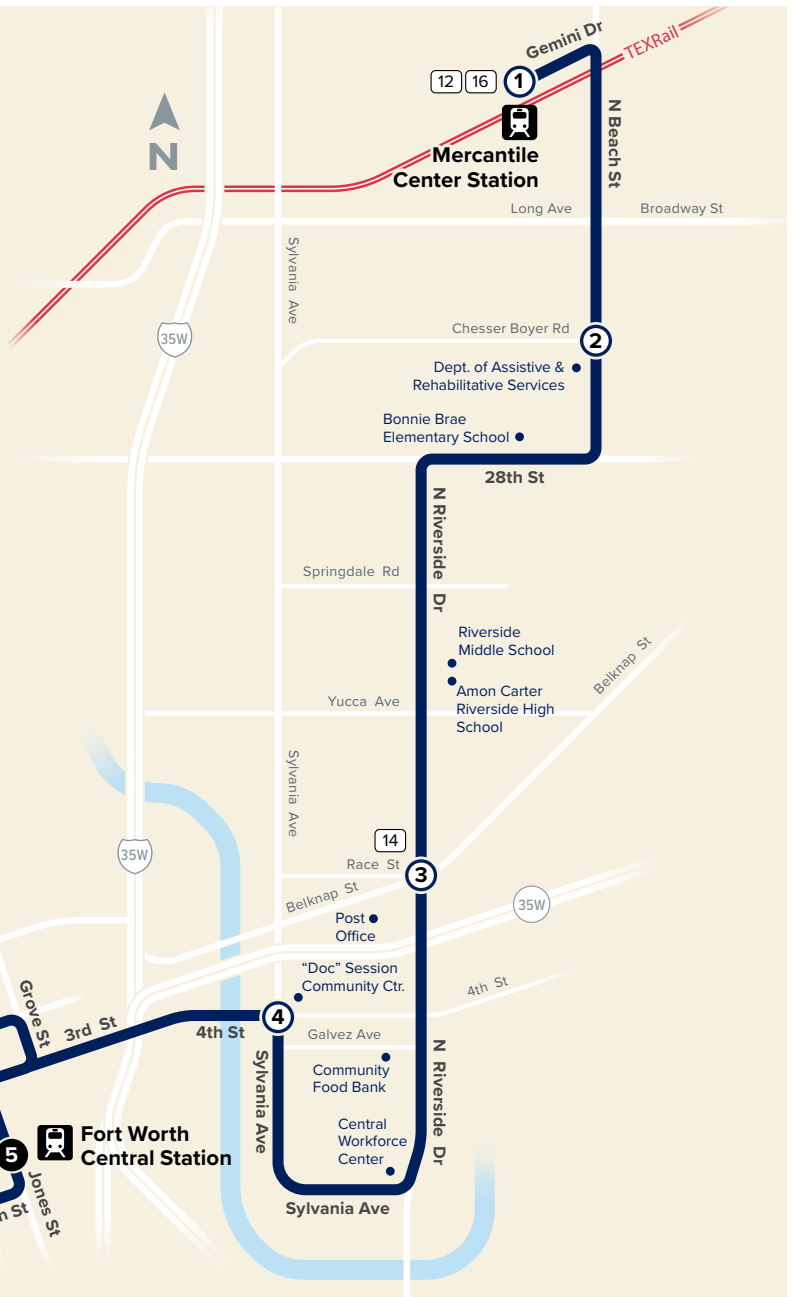 Gemini Dr
TEXRail
12
16
1
N
Mercantile
Center Station
N Beach St
Long Ave
Broadway St
Sylvania Ave
35W
Chesser Boyer Rd
2
Dept. of Assistive &
Rehabilitative Services
Bonnie Brae
Elementary School
28th St
N Riverside Dr
Springdale Rd
Riverside
Middle School
Belknap St
Amon Carter
Riverside High
School
Yucca Ave
Sylvania Ave
14
35W
Race St
3
Belknap St
35W
Post
Office
"Doc" Session
Community Ctr.
4th St
Grove St
3rd St
4th St
4
Galvez Ave
Sylvania Ave
Community
Food Bank
N Riverside Dr
Central
Workforce
Center
Fort Worth
Central Station
5
Jones St
St
Sylvania Ave